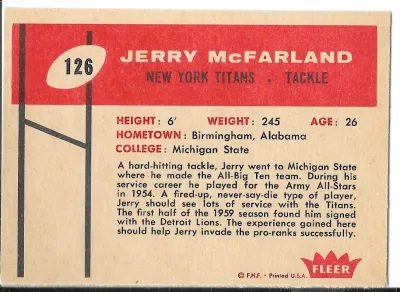 126
JERRY McFARLAND
NEW YORK TITANS . TACKLE
HEIGHT: 6' WEIGHT: 245 AGE: 26
HOMETOWN: Birmingham, Alabama
COLLEGE: Michigan State
A hard-hitting tackle, Jerry went to Michigan State
where he made the All-Big Ten team. During his
service career he played for the Army All-Stars
in 1954. A fired-up, never-say-die type of player,
Jerry should see lots of service with the Titans.
The first half of the 1959 season found him signed
with the Detroit Lions. The experience gained here
should help Jerry invade the pro-ranks successfully.
© F.H.F. • Printed U.S.A.
FLEER